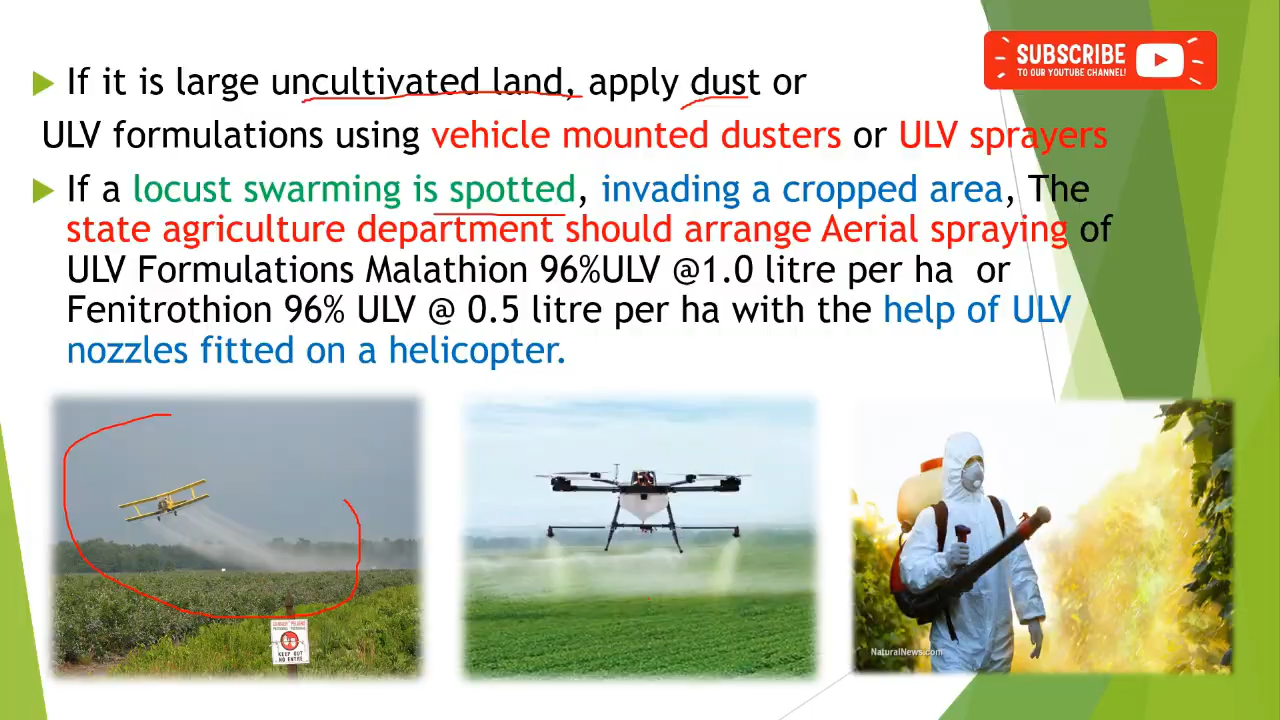 SUBSCRIBE
TO OUR YOUTUBE CHANNEL!
If it is large uncultivated land, apply dust or
ULV formulations using vehicle mounted dusters or ULV sprayers
If a locust swarming is spotted, invading a cropped area, The
state agriculture department should arrange Aerial spraying of
ULV Formulations Malathion 96%ULV @1.0 litre per ha or
Fenitrothion 96% ULV @ 0.5 litre per ha with the help of ULV
nozzles fitted on a helicopter.
KEEP OUT
NO ENTRE
NaturalNews.com